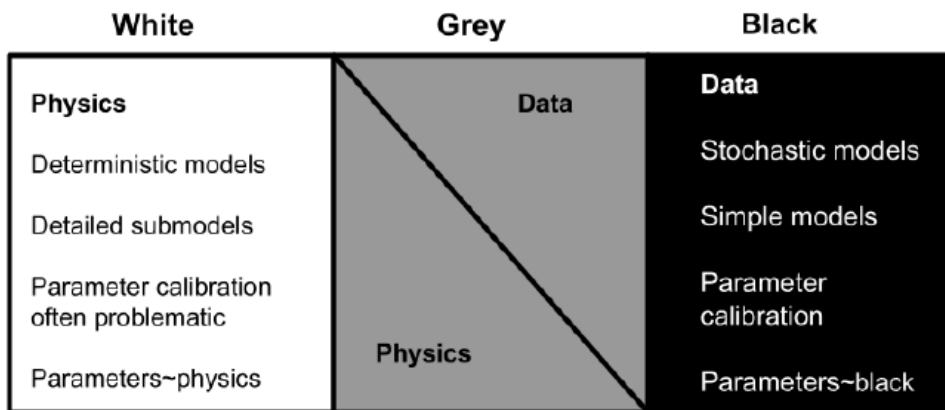 White
Grey
Black
Physics
Deterministic models
Detailed submodels
Parameter calibration
often problematic
Parameters~physics
Data
Physics
Data
Stochastic models
Simple models
Parameter
calibration
Parameters~black